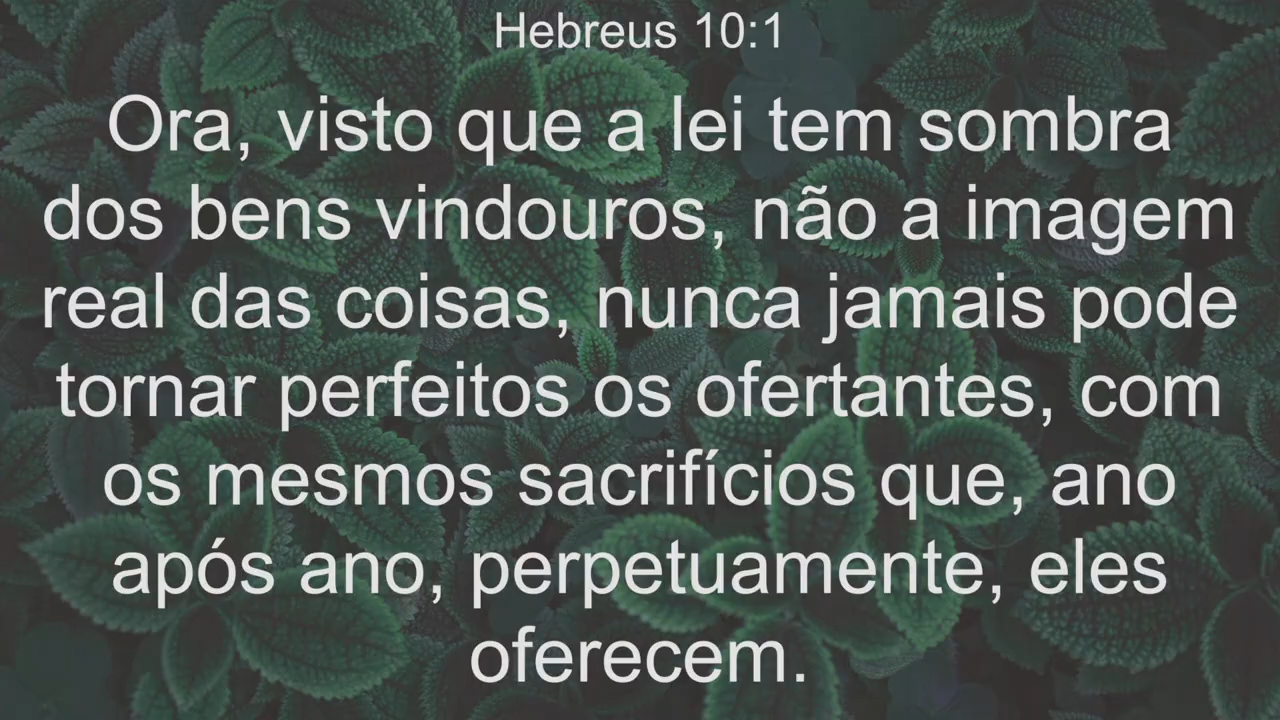 Hebreus 10:1
Ora, visto que a lei tem sombra
dos bens vindouros, não a imagem
real das coisas, nunca jamais pode
tornar perfeitos os ofertantes, com
os mesmos sacrifícios que, ano
após ano, perpetuamente, eles
oferecem.